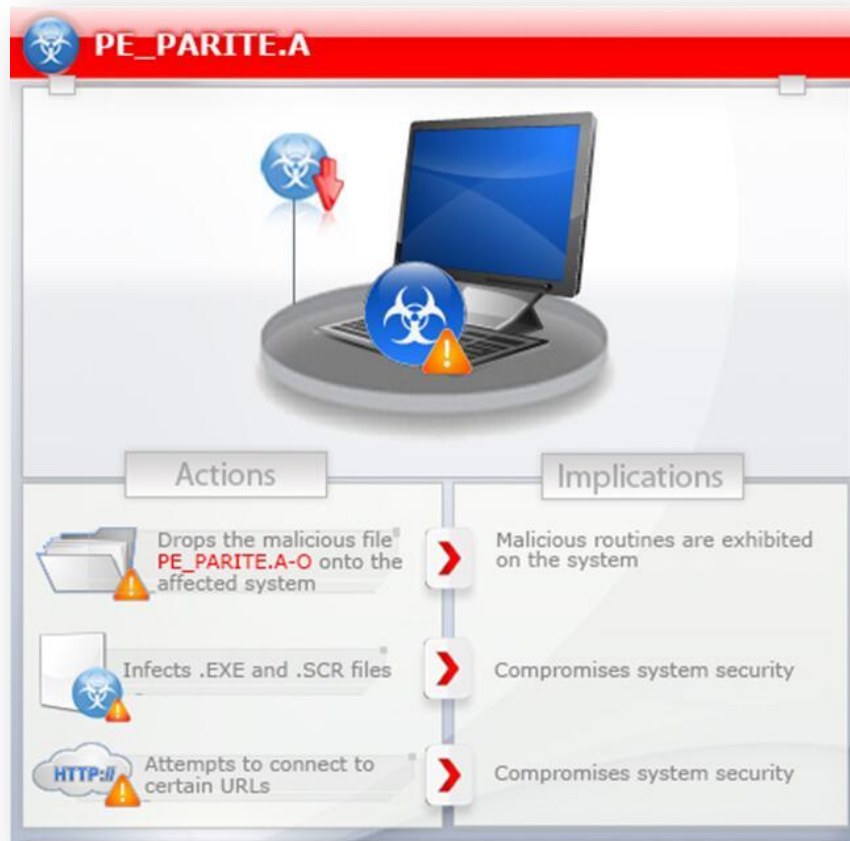 PE_PARITE.A
Actions
Implications
Drops the malicious file
PE_PARITE.A-O onto the
affected system
Malicious routines are exhibited
on the system
Infects .EXE and .SCR files
Compromises system security
HTTP://
Attempts to connect to
certain URLs
Compromises system security